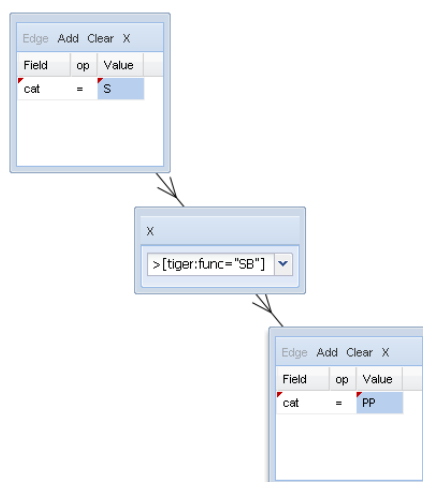 Edge Add Clear X
Field op Value
cat = S
X
>[tiger:func="SB"]
Edge Add Clear X
Field op Value
cat = PP